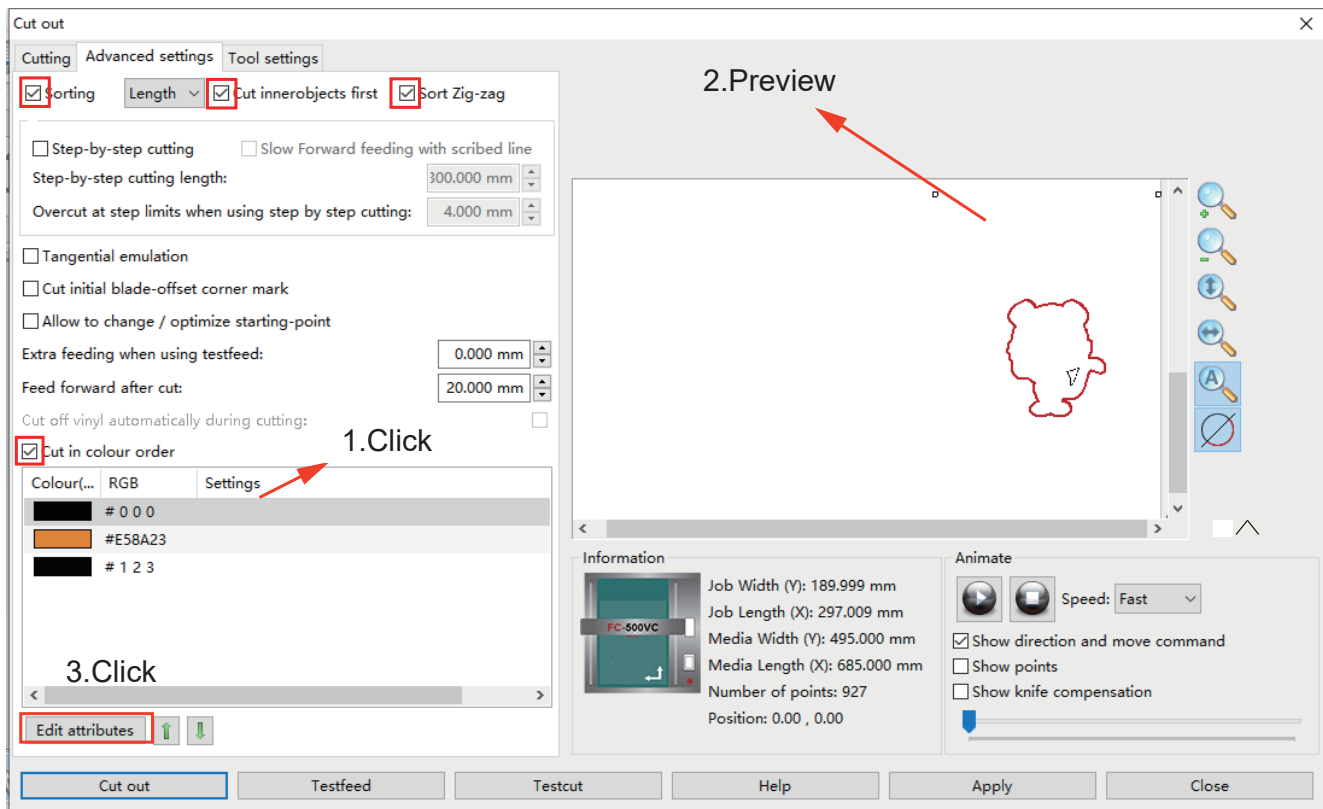 Cut out
Cutting Advanced settings Tool settings
Sorting Length Cut innerobjects first Sort Zig-zag
Step-by-step cutting Slow Forward feeding with scribed line
Step-by-step cutting length: 300.000 mm
Overcut at step limits when using step by step cutting: 4.000 mm
Tangential emulation
Cut initial blade-offset corner mark
Allow to change / optimize starting-point
Extra feeding when using testfeed: 0.000 mm
Feed forward after cut: 20.000 mm
Cut off vinyl automatically during cutting:
Cut in colour order
1.Click
Colour(... RGB Settings
# 0 0 0
#E58A23
# 1 2 3
3.Click
Edit attributes
2.Preview
A
Information
FC-500VC
Job Width (Y): 189.999 mm
Job Length (X): 297.009 mm
Media Width (Y): 495.000 mm
Media Length (X): 685.000 mm
Number of points: 927
Position: 0.00 , 0.00
Animate
Speed: Fast
Show direction and move command
Show points
Show knife compensation
Cut out Testfeed Testcut Help Apply Close